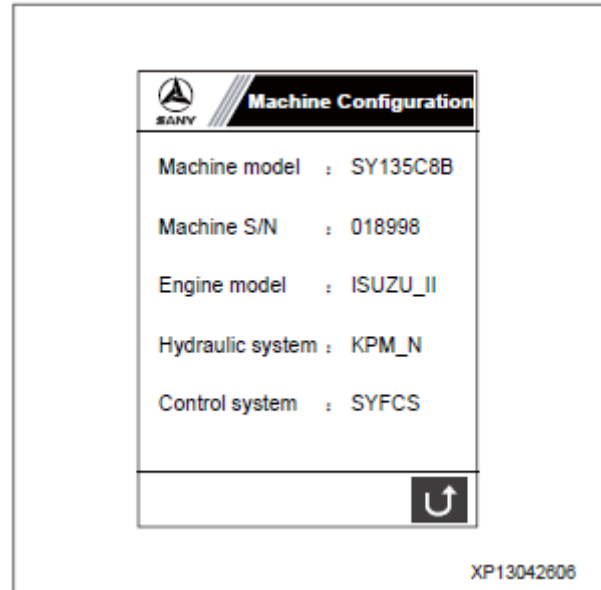 SANY
Machine Configuration
Machine model : SY135C8B
Machine S/N : 018998
Engine model : ISUZU_II
Hydraulic system : KPM_N
Control system : SYFCS
XP13042606